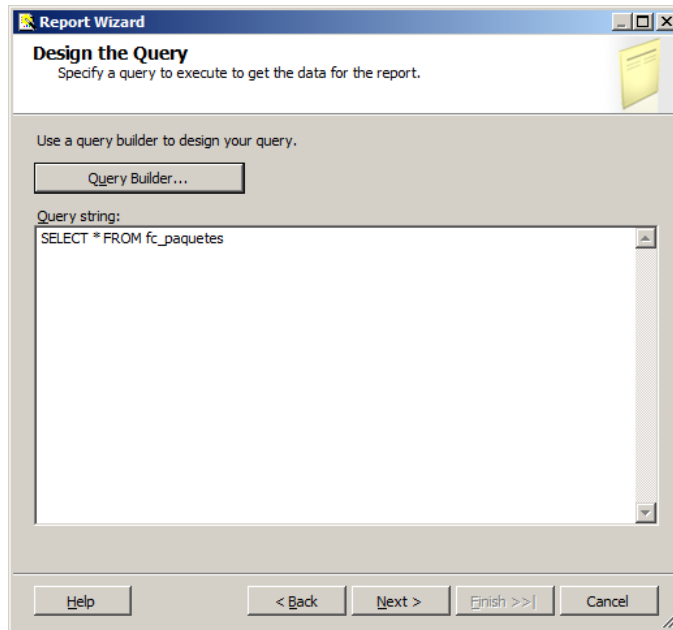 Report Wizard
Design the Query
Specify a query to execute to get the data for the report.
Use a query builder to design your query.
Query Builder...
Query string:
SELECT * FROM fc_paquetes
Help
< Back
Next >
Finish >>|
Cancel